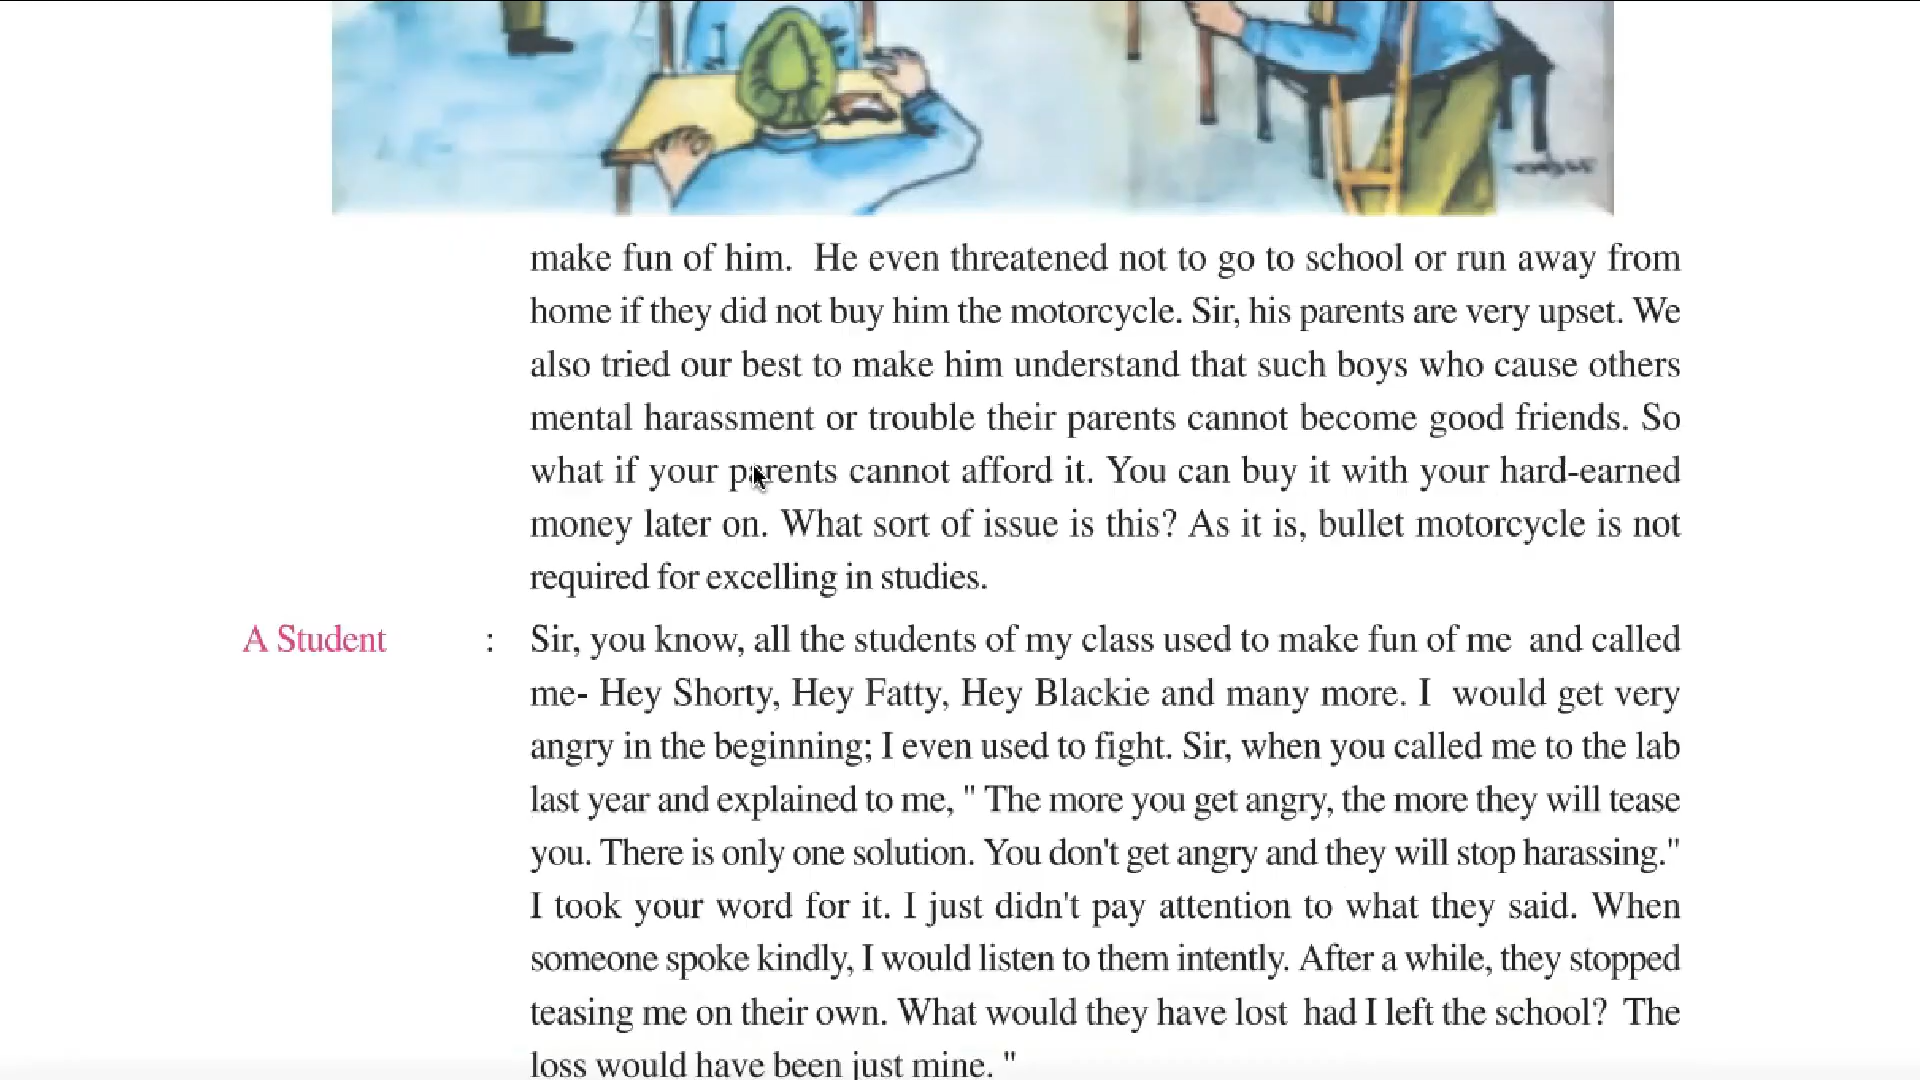 make fun of him. He even threatened not to go to school or run away from
home if they did not buy him the motorcycle. Sir, his parents are very upset. We
also tried our best to make him understand that such boys who cause others
mental harassment or trouble their parents cannot become good friends. So
what if your parents cannot afford it. You can buy it with your hard-earned
money later on. What sort of issue is this? As it is, bullet motorcycle is not
required for excelling in studies.
A Student : Sir, you know, all the students of my class used to make fun of me and called
me- Hey Shorty, Hey Fatty, Hey Blackie and many more. I would get very
angry in the beginning; I even used to fight. Sir, when you called me to the lab
last year and explained to me, " The more you get angry, the more they will tease
you. There is only one solution. You don't get angry and they will stop harassing."
I took your word for it. I just didn't pay attention to what they said. When
someone spoke kindly, I would listen to them intently. After a while, they stopped
teasing me on their own. What would they have lost had I left the school? The
loss would have been just mine. "